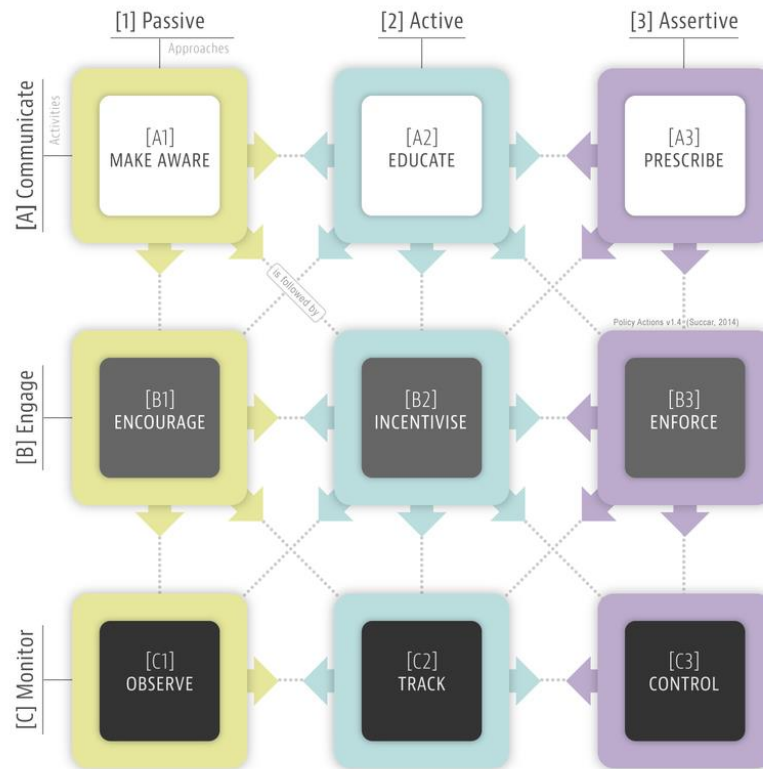 [1] Passive
[2] Active
[3] Assertive
Approaches
[A] Communicate
Activities
[A1]
MAKE AWARE
[A2]
EDUCATE
[A3]
PRESCRIBE
is followed by
Policy Actions v1.4 (Succar, 2014)
[B] Engage
[B1]
ENCOURAGE
[B2]
INCENTIVISE
[B3]
ENFORCE
[C] Monitor
[C1]
OBSERVE
[C2]
TRACK
[C3]
CONTROL